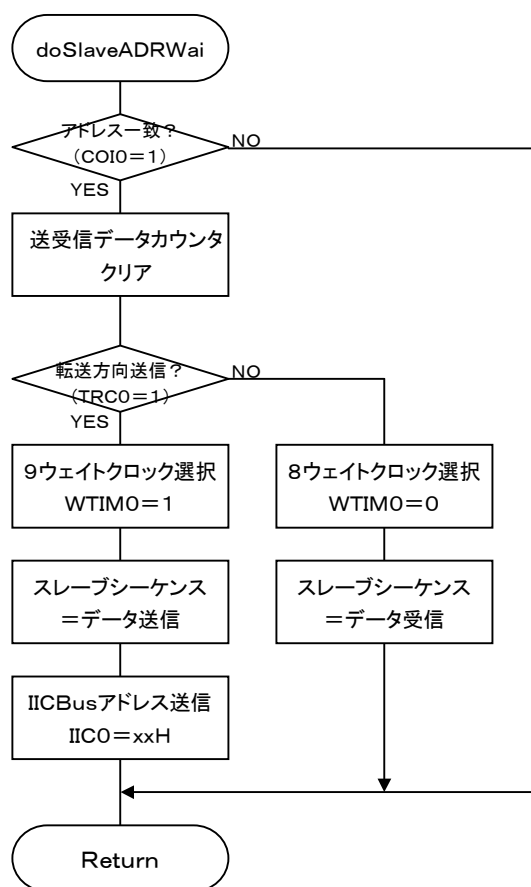 doSlaveADRWai
アドレス一致?
(COI0=1)
NO
YES
送受信データカウンタ
クリア
転送方向送信?
(TRC0=1)
NO
YES
9ウェイトクロック選択
WTIM0=1
8ウェイトクロック選択
WTIM0=0
スレーブシーケンス
=データ送信
スレーブシーケンス
=データ受信
IICBusアドレス送信
IIC0=xxH
Return